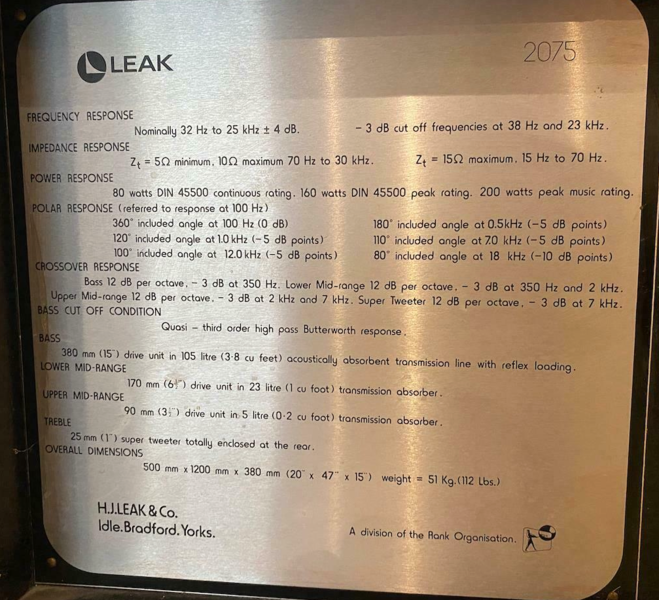 LEAK
2075
FREQUENCY RESPONSE
Nominally 32 Hz to 25 kHz ± 4 dB. – 3 dB cut off frequencies at 38 Hz and 23 kHz.
IMPEDANCE RESPONSE
Zt = 5Ω minimum, 10Ω maximum 70 Hz to 30 kHz. Zt = 15Ω maximum, 15 Hz to 70 Hz.
POWER RESPONSE
80 watts DIN 45500 continuous rating. 160 watts DIN 45500 peak rating. 200 watts peak music rating.
POLAR RESPONSE (referred to response at 100 Hz)
360° included angle at 100 Hz (0 dB) 180° included angle at 0.5kHz (–5 dB points)
120° included angle at 1.0 kHz (–5 dB points) 110° included angle at 7.0 kHz (–5 dB points)
100° included angle at 12.0kHz (–5 dB points) 80° included angle at 18 kHz (–10 dB points)
CROSSOVER RESPONSE
Bass 12 dB per octave, – 3 dB at 350 Hz. Lower Mid-range 12 dB per octave, – 3 dB at 350 Hz and 2 kHz.
Upper Mid-range 12 dB per octave, – 3 dB at 2 kHz and 7 kHz. Super Tweeter 12 dB per octave, – 3 dB at 7 kHz.
BASS CUT OFF CONDITION
Quasi – third order high pass Butterworth response.
BASS
380 mm (15″) drive unit in 105 litre (3·8 cu feet) acoustically absorbent transmission line with reflex loading.
LOWER MID-RANGE
170 mm drive unit in 23 litre (1 cu foot) transmission absorber.
UPPER MID-RANGE
90 mm drive unit in 5 litre (0·2 cu foot) transmission absorber.
TREBLE
25 mm (1″) super tweeter totally enclosed at the rear.
OVERALL DIMENSIONS
500 mm x 1200 mm x 380 mm (20″ x 47″ x 15″) weight = 51 Kg.(112 Lbs.)
H.J.LEAK & Co.
Idle.Bradford.Yorks.
A division of the Rank Organisation.